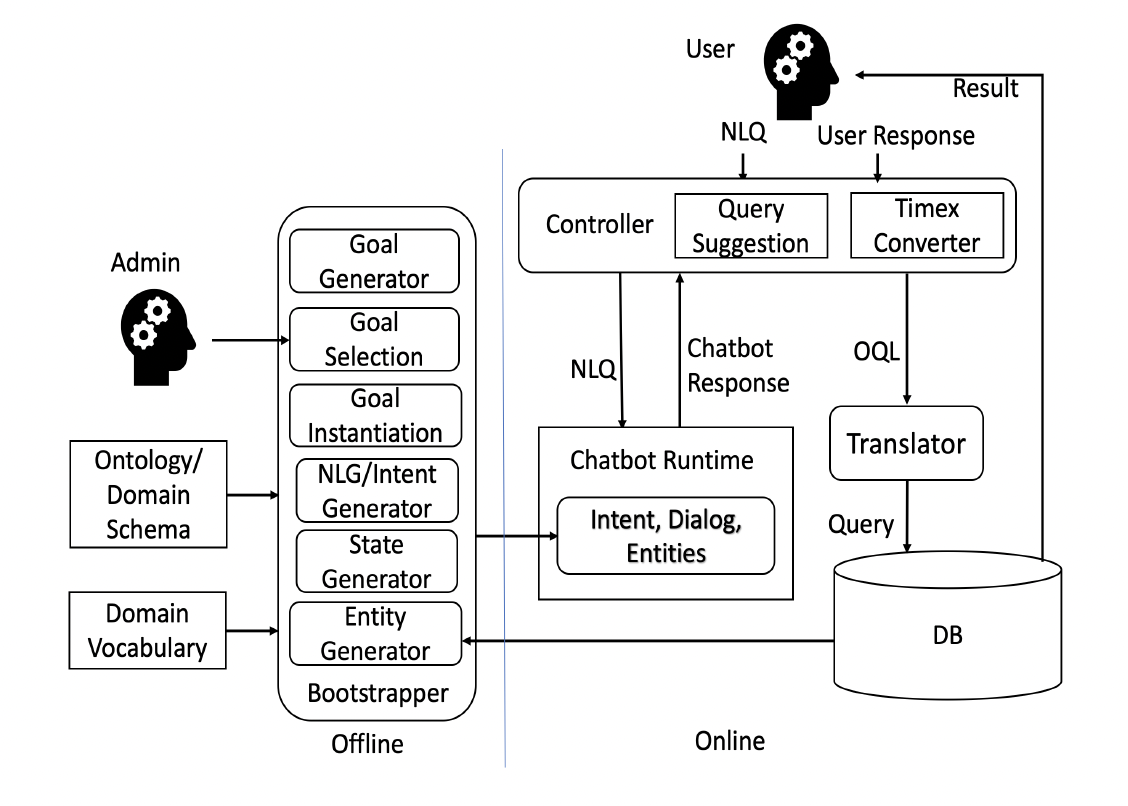 User
Result
NLQ
User Response
Controller
Query
Suggestion
Timex
Converter
Admin
Goal
Generator
Goal
Selection
Goal
Instantiation
NLG/Intent
Generator
State
Generator
Entity
Generator
Bootstrapper
Offline
Ontology/
Domain
Schema
Domain
Vocabulary
NLQ
Chatbot
Response
OQL
Chatbot Runtime
Intent, Dialog,
Entities
Translator
Query
DB
Online